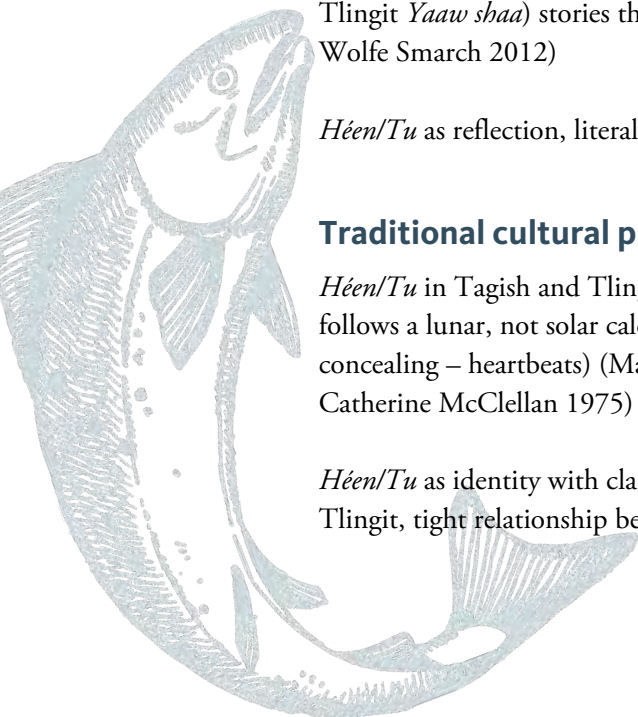 Tlingit Yaaw shaa) stories th
Wolfe Smarch 2012)
Héen/Tu as reflection, literal
Traditional cultural p
Héen/Tu in Tagish and Tling
follows a lunar, not solar cale
concealing – heartbeats) (Ma
Catherine McClellan 1975)
Héen/Tu as identity with cla
Tlingit, tight relationship be